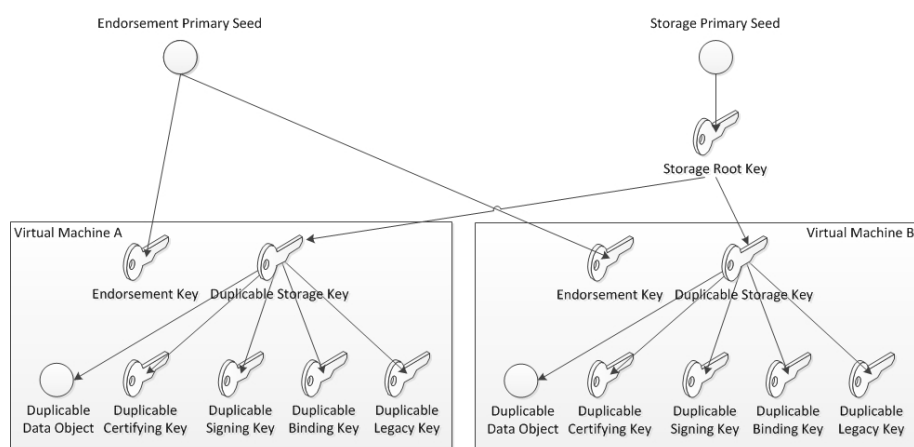 Endorsement Primary Seed
Storage Primary Seed
Storage Root Key
Virtual Machine A
Endorsement Key
Duplicable Storage Key
Duplicable
Data Object
Duplicable
Certifying Key
Duplicable
Signing Key
Duplicable
Binding Key
Duplicable
Legacy Key
Virtual Machine B
Endorsement Key
Duplicable Storage Key
Duplicable
Data Object
Duplicable
Certifying Key
Duplicable
Signing Key
Duplicable
Binding Key
Duplicable
Legacy Key